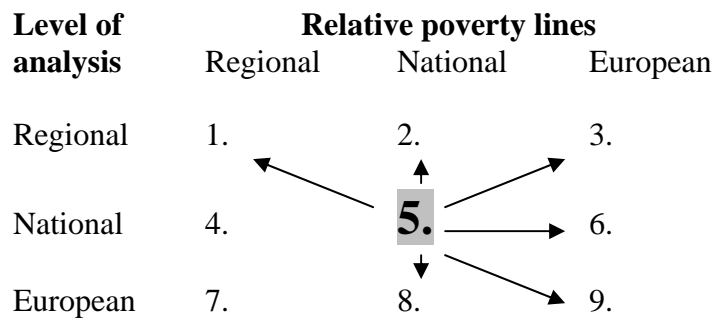 Level of Relative poverty lines
analysis Regional National European
Regional 1. 2. 3.
National 4. 5. 6.
European 7. 8. 9.